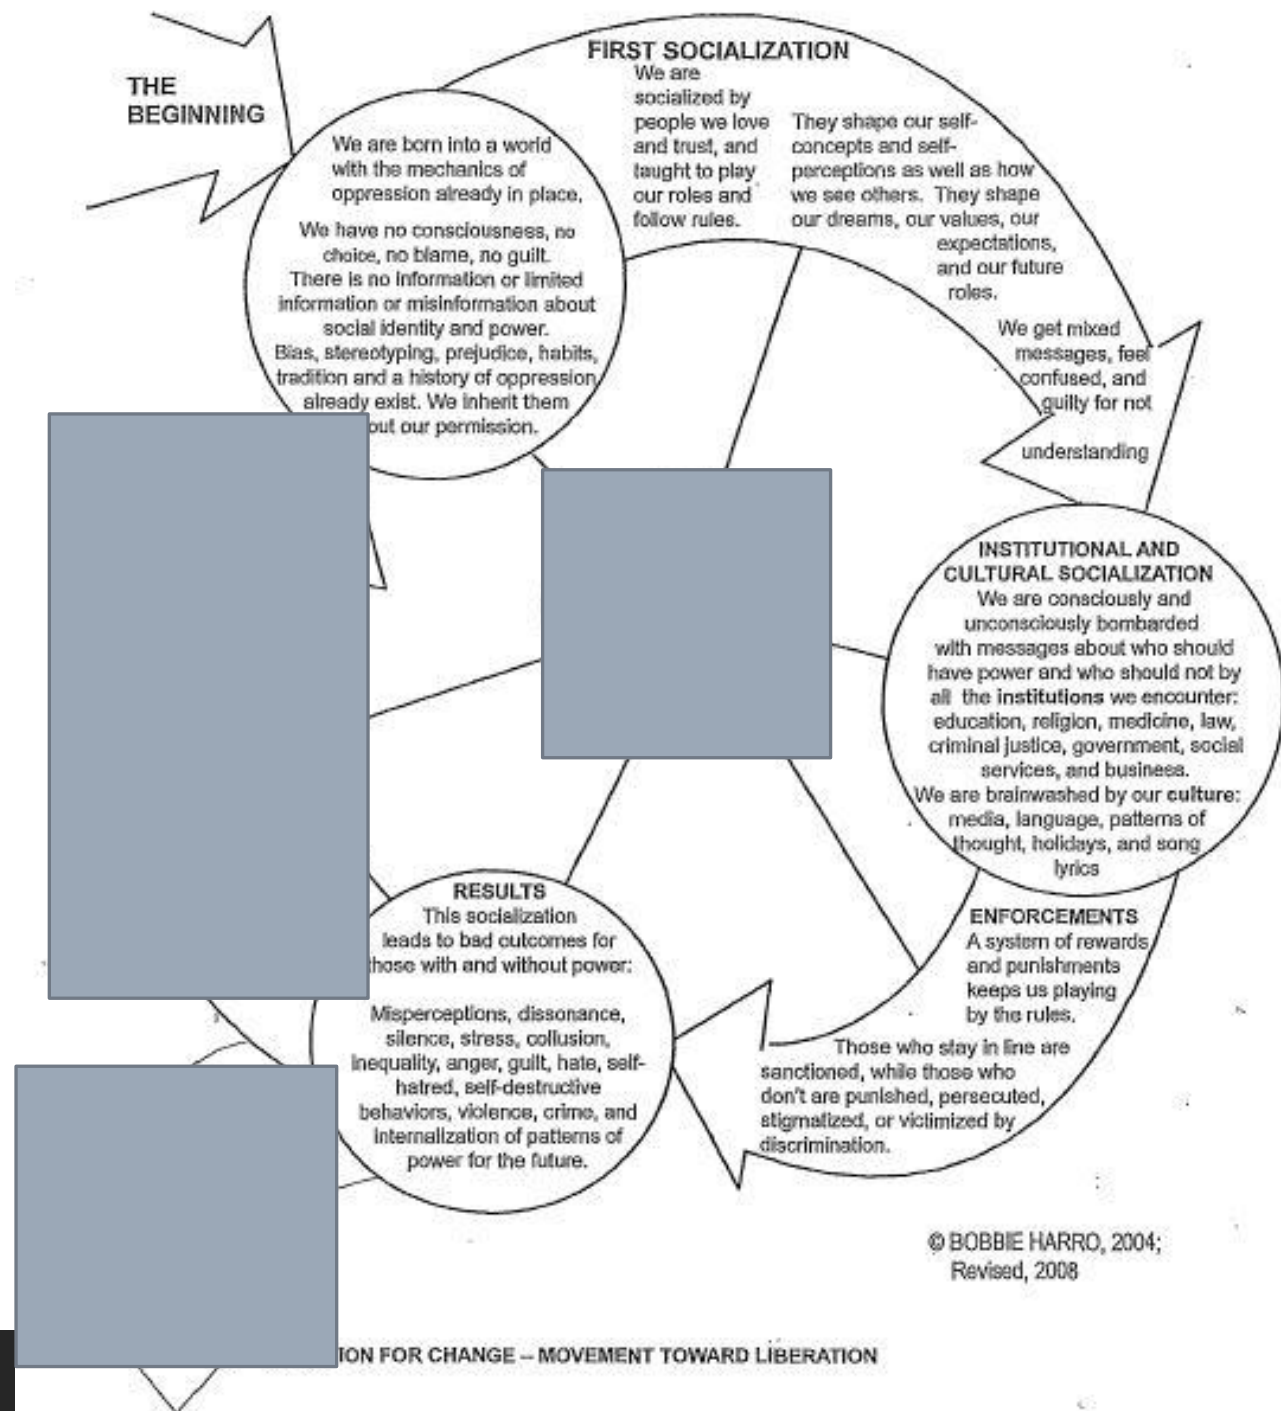 THE
BEGINNING
We are born into a world
with the mechanics of
oppression already in place.
We have no consciousness, no
choice, no blame, no guilt.
There is no information or limited
information or misinformation about
social identity and power.
Bias, stereotyping, prejudice, habits,
tradition and a history of oppression
already exist. We inherit them
out our permission.
FIRST SOCIALIZATION
We are
socialized by
people we love
and trust, and
taught to play
our roles and
follow rules.
They shape our self-
concepts and self-
perceptions as well as how
we see others. They shape
our dreams, our values, our
expectations,
and our future
roles.
We get mixed
messages, feel
confused, and
guilty for not
understanding
INSTITUTIONAL AND
CULTURAL SOCIALIZATION
We are consciously and
unconsciously bombarded
with messages about who should
have power and who should not by
all the institutions we encounter:
education, religion, medicine, law,
criminal justice, government, social
services, and business.
We are brainwashed by our culture:
media, language, patterns of
thought, holidays, and song
lyrics
ENFORCEMENTS
A system of rewards
and punishments
keeps us playing
by the rules.
Those who stay in line are
sanctioned, while those who
don't are punished, persecuted,
stigmatized, or victimized by
discrimination.
RESULTS
This socialization
leads to bad outcomes for
those with and without power:
Misperceptions, dissonance,
silence, stress, collusion,
inequality, anger, guilt, hate, self-
hatred, self-destructive
behaviors, violence, crime, and
internalization of patterns of
power for the future.
© BOBBIE HARRO, 2004;
Revised, 2008
ION FOR CHANGE – MOVEMENT TOWARD LIBERATION